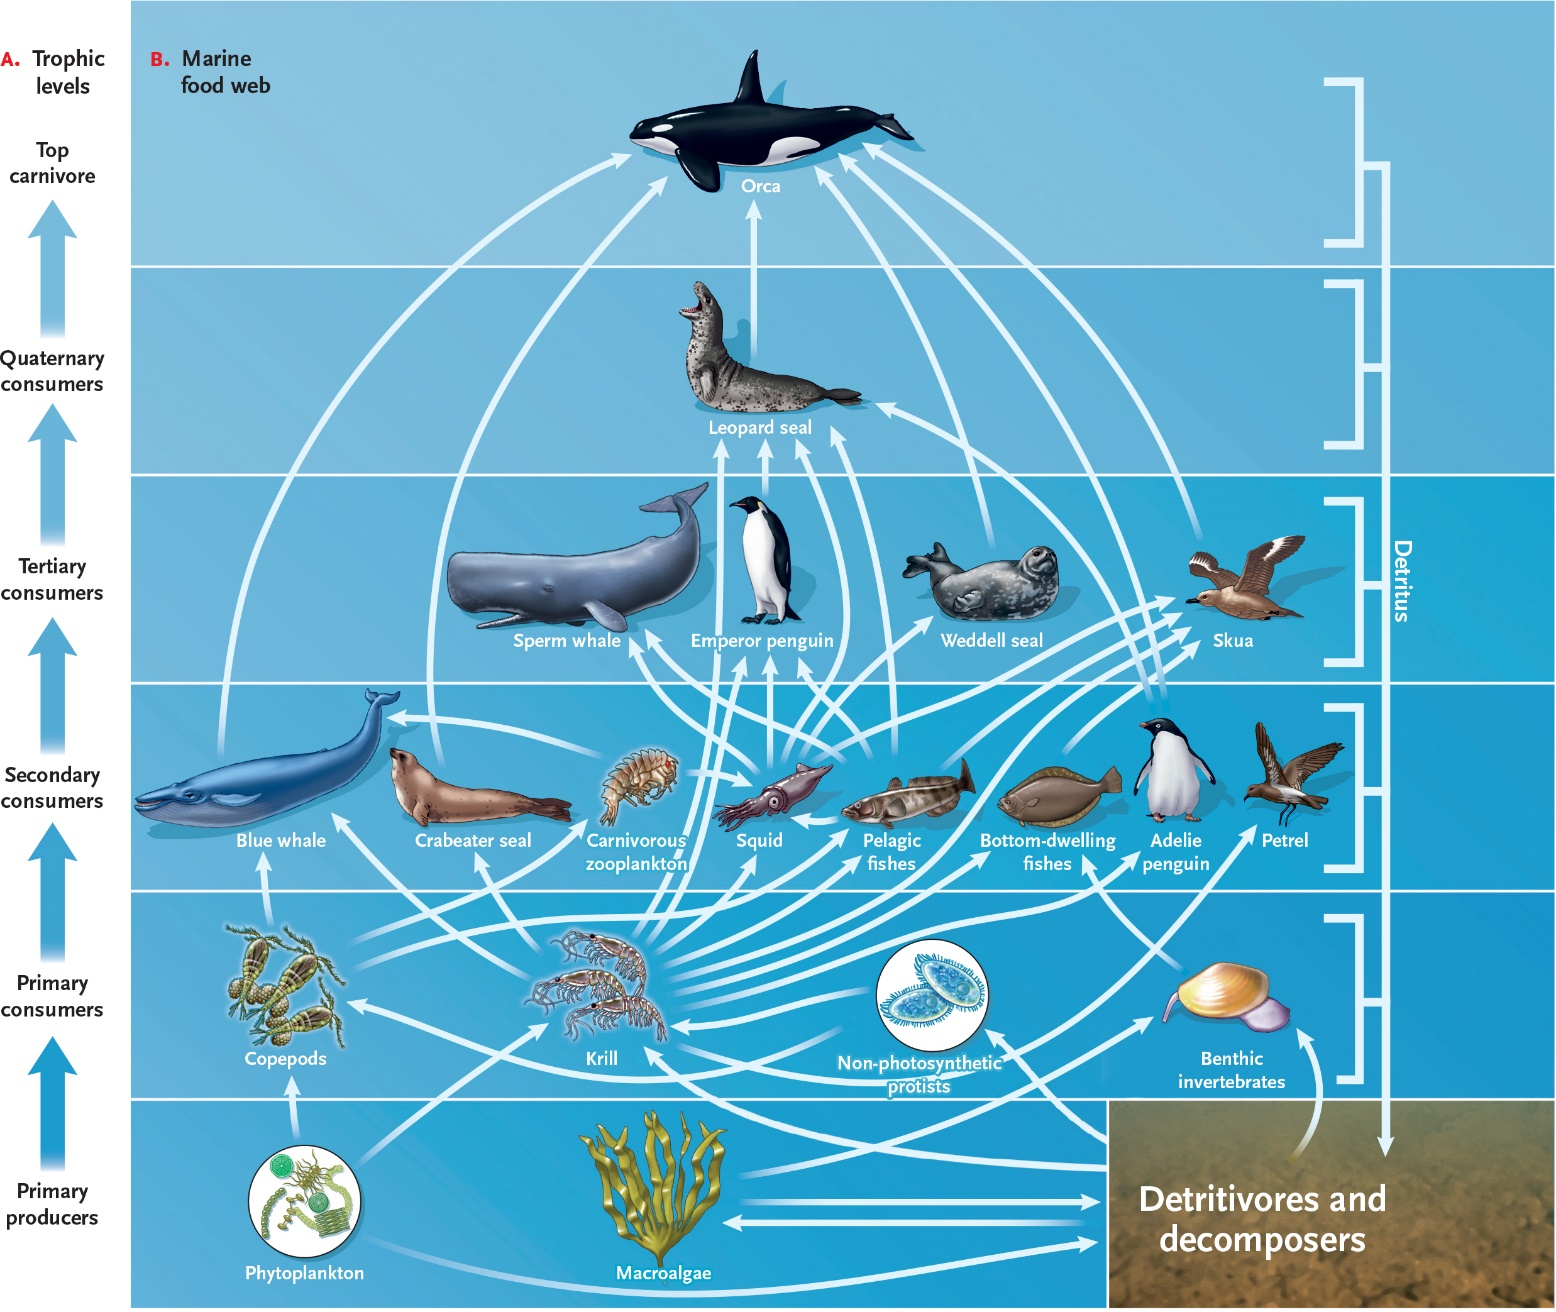 A. Trophic
levels
B. Marine
food web
Top
carnivore
Orca
Quaternary
consumers
Leopard seal
Tertiary
consumers
Sperm whale
Emperor penguin
Weddell seal
Skua
Detritus
Secondary
consumers
Blue whale
Crabeater seal
Carnivorous
zooplankton
Squid
Pelagic
fishes
Bottom-dwelling
fishes
Adelie
penguin
Petrel
Primary
consumers
Copepods
Krill
Non-photosynthetic
protists
Benthic
invertebrates
Primary
producers
Phytoplankton
Macroalgae
Detritivores and
decomposers